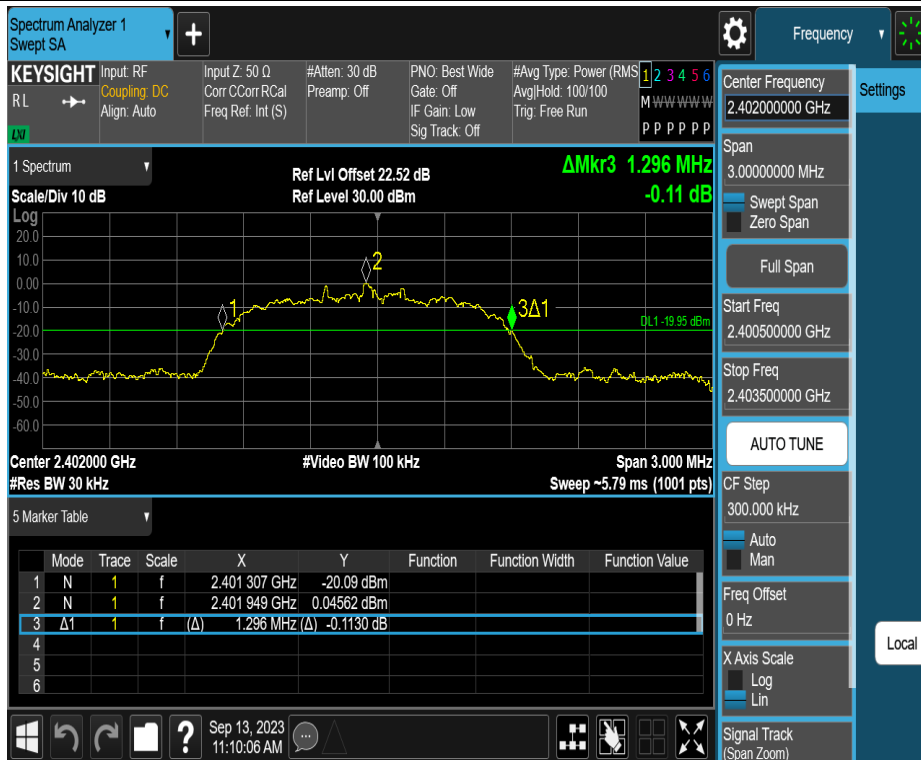 Spectrum Analyzer 1
Swept SA
Frequency
KEYSIGHT
R L
LXI
Input: RF
Coupling: DC
Align: Auto
Input Z: 50 Ω
Corr CCorr RCal
Freq Ref: Int (S)
#Atten: 30 dB
Preamp: Off
PNO: Best Wide
Gate: Off
IF Gain: Low
Sig Track: Off
#Avg Type: Power (RMS
Avg|Hold: 100/100
Trig: Free Run
1 2 3 4 5 6
M W W W W W
P P P P P P
1 Spectrum
Scale/Div 10 dB
Ref Lvl Offset 22.52 dB
Ref Level 30.00 dBm
ΔMkr3 1.296 MHz
-0.11 dB
Log
20.0
10.0
0.00
-10.0
-20.0
-30.0
-40.0
-50.0
-60.0
1
2
3Δ1
DL1 -19.95 dBm
Center 2.402000 GHz
#Video BW 100 kHz
Span 3.000 MHz
#Res BW 30 kHz
Sweep ~5.79 ms (1001 pts)
5 Marker Table
Mode Trace Scale X Y Function Function Width Function Value
1 N 1 f 2.401 307 GHz -20.09 dBm
2 N 1 f 2.401 949 GHz 0.04562 dBm
3 Δ1 1 f (Δ) 1.296 MHz (Δ) -0.1130 dB
4
5
6
Sep 13, 2023
11:10:06 AM
Center Frequency
2.402000000 GHz
Span
3.00000000 MHz
Swept Span
Zero Span
Full Span
Start Freq
2.400500000 GHz
Stop Freq
2.403500000 GHz
AUTO TUNE
CF Step
300.000 kHz
Auto
Man
Freq Offset
0 Hz
X Axis Scale
Log
Lin
Signal Track
(Span Zoom)
Settings
Local